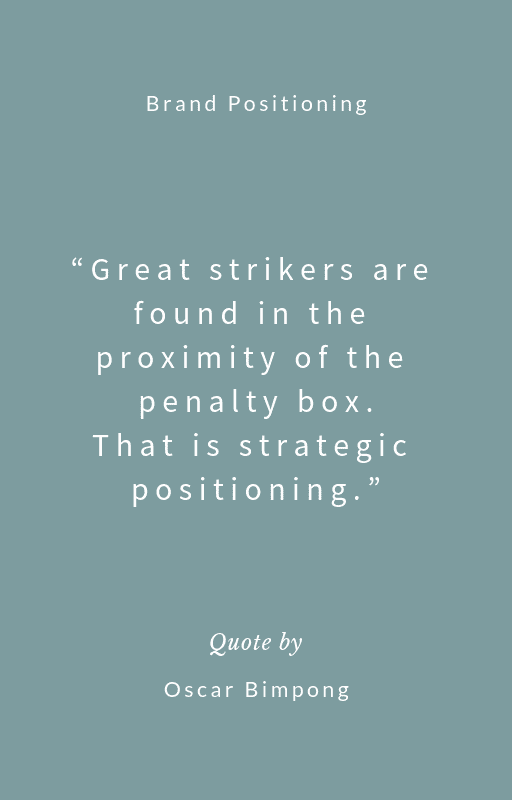 Brand Positioning
“Great strikers are
found in the
proximity of the
penalty box.
That is strategic
positioning.”
Quote by
Oscar Bimpong